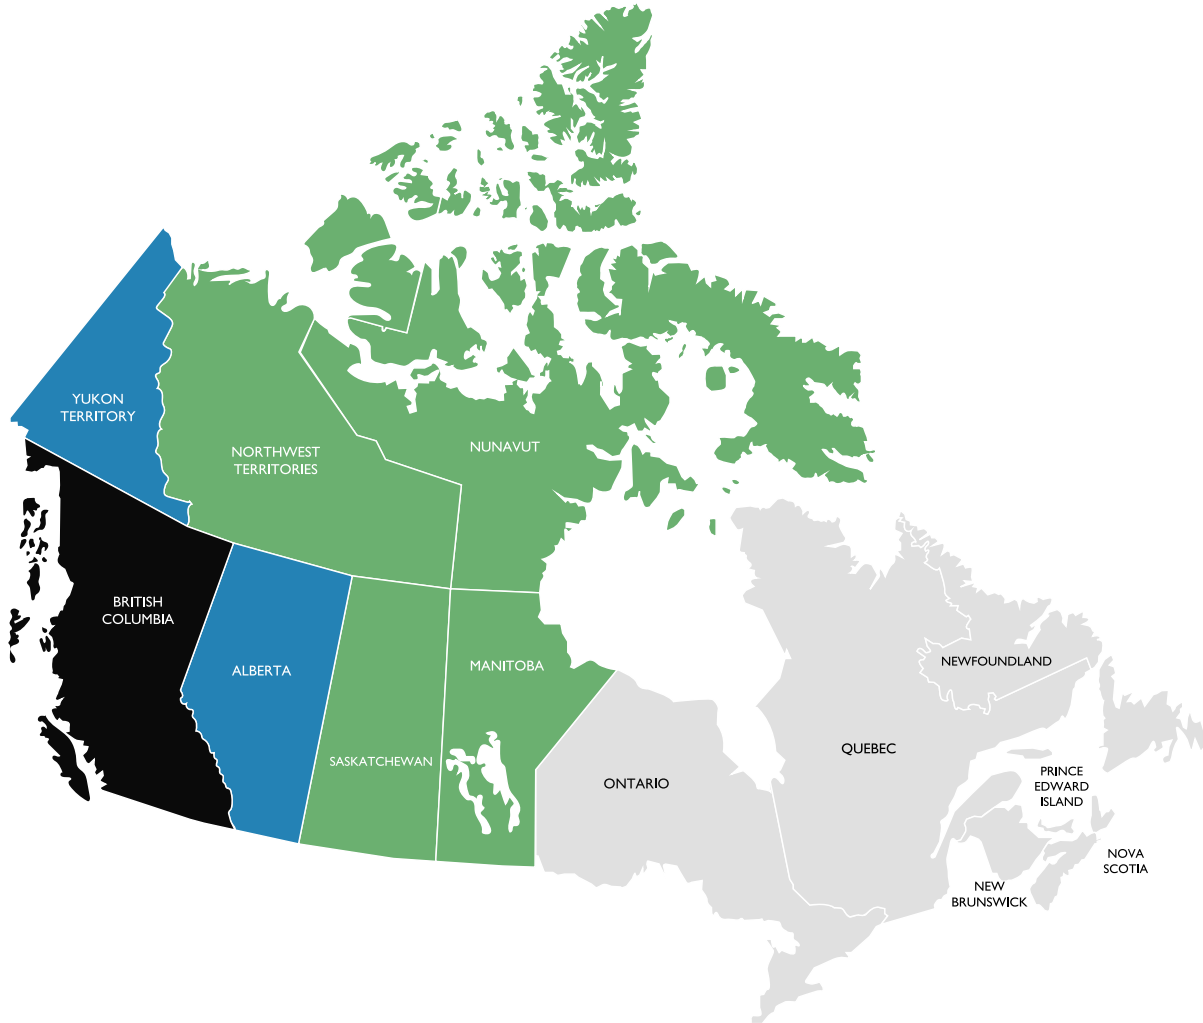 YUKON
TERRITORY
NORTHWEST
TERRITORIES
NUNAVUT
BRITISH
COLUMBIA
ALBERTA
MANITOBA
SASKATCHEWAN
ONTARIO
QUEBEC
NEWFOUNDLAND
PRINCE
EDWARD
ISLAND
NOVA
SCOTIA
NEW
BRUNSWICK